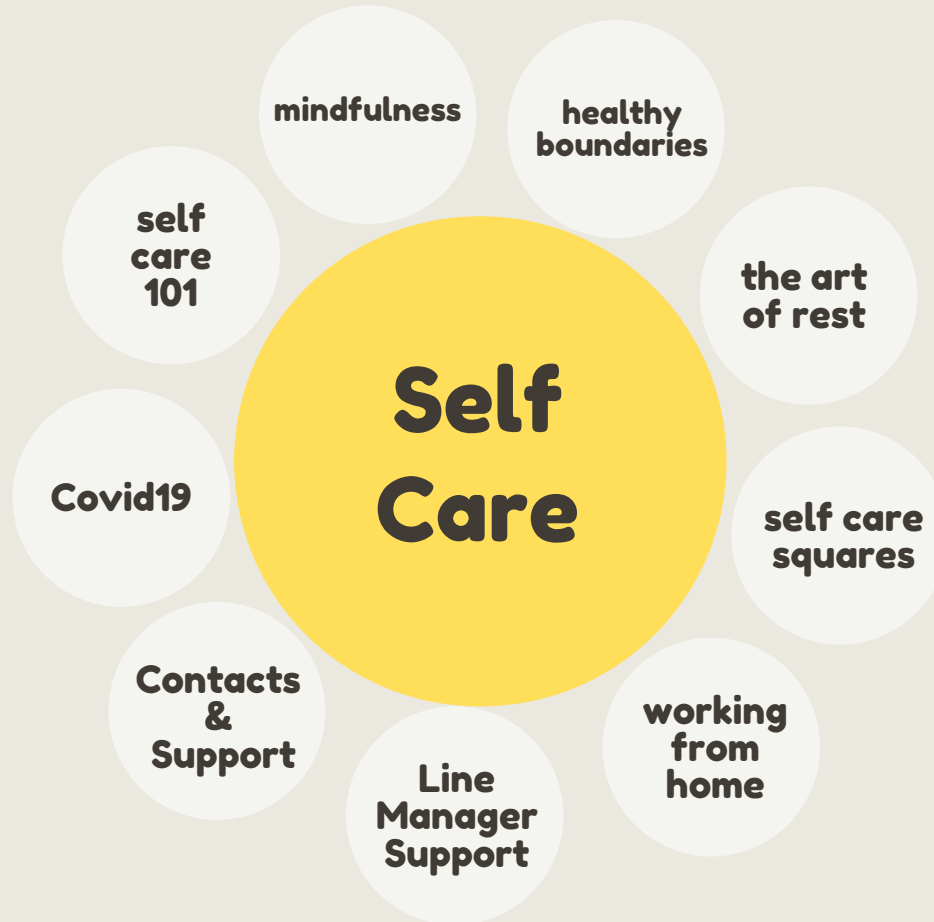 mindfulness
healthy
boundaries
self
care
101
the art
of rest
Self
Care
Covid19
self care
squares
Contacts
&
Support
working
from
home
Line
Manager
Support